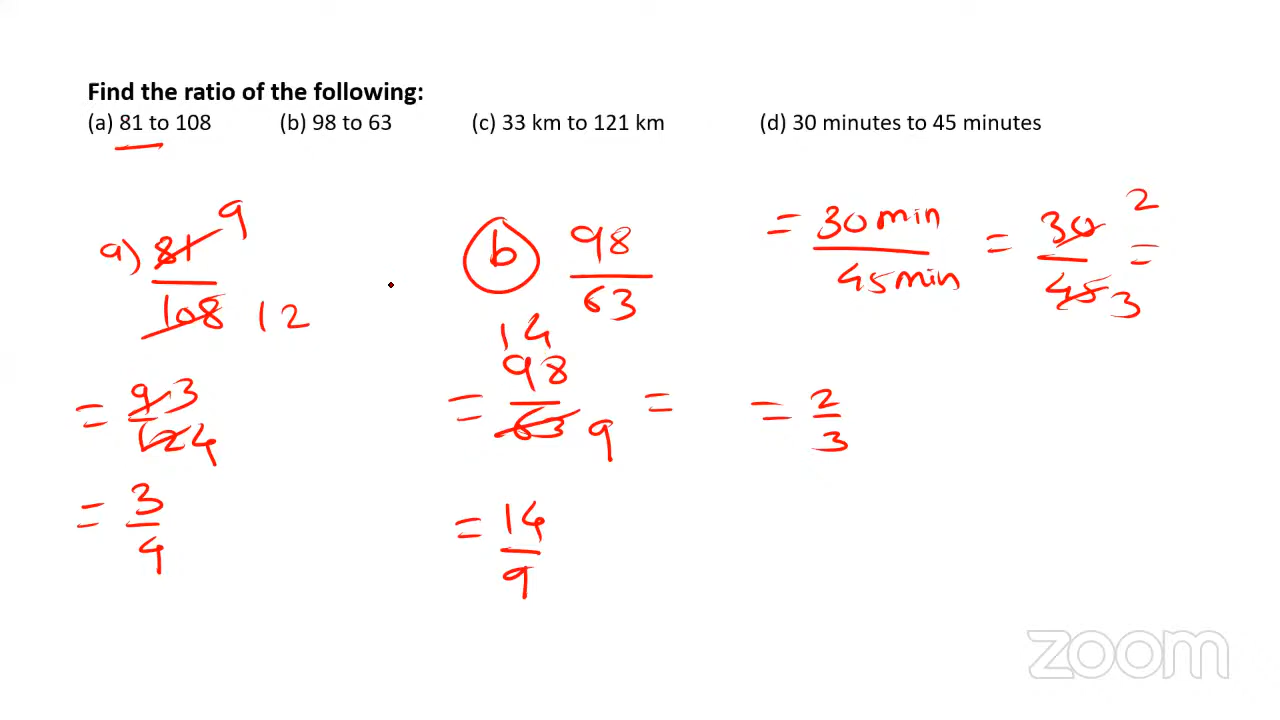 Find the ratio of the following:
(a) 81 to 108 (b) 98 to 63 (c) 33 km to 121 km (d) 30 minutes to 45 minutes
a) 81 9
108 12
= 9 3
12 4
= 3
4
b 98
63
14
= 98 =
63 9
= 14
9
= 30 min = 30 2 =
45 min 45 3
= 2
3
zoom